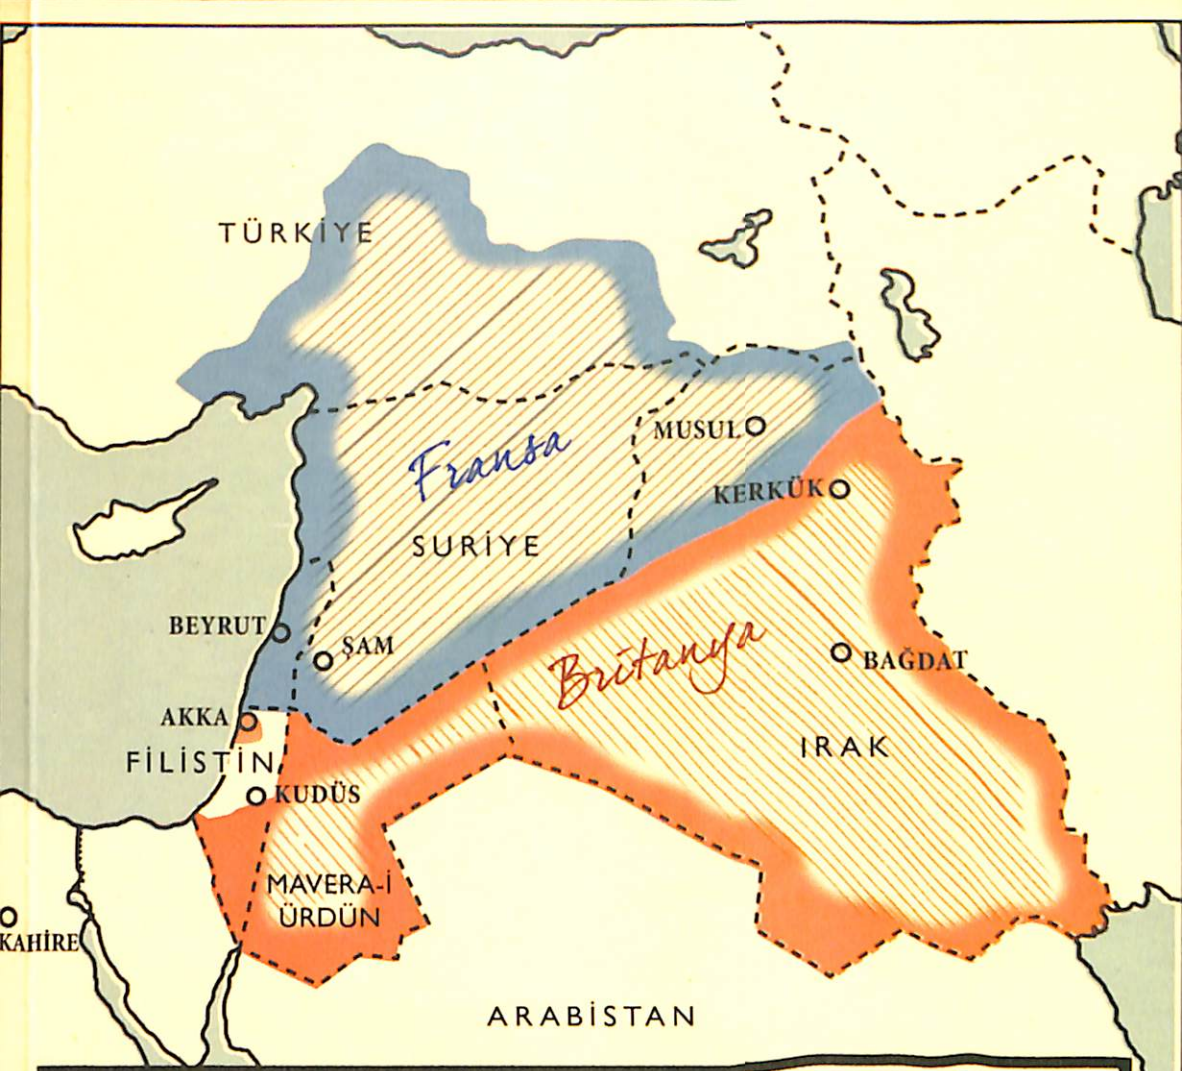 TÜRKİYE
Fransa
MUSUL
KERKÜK
SURİYE
BEYRUT
ŞAM
Britanya
BAĞDAT
AKKA
FİLİSTİN
IRAK
KUDÜS
MAVERA-İ
ÜRDÜN
KAHİRE
ARABİSTAN